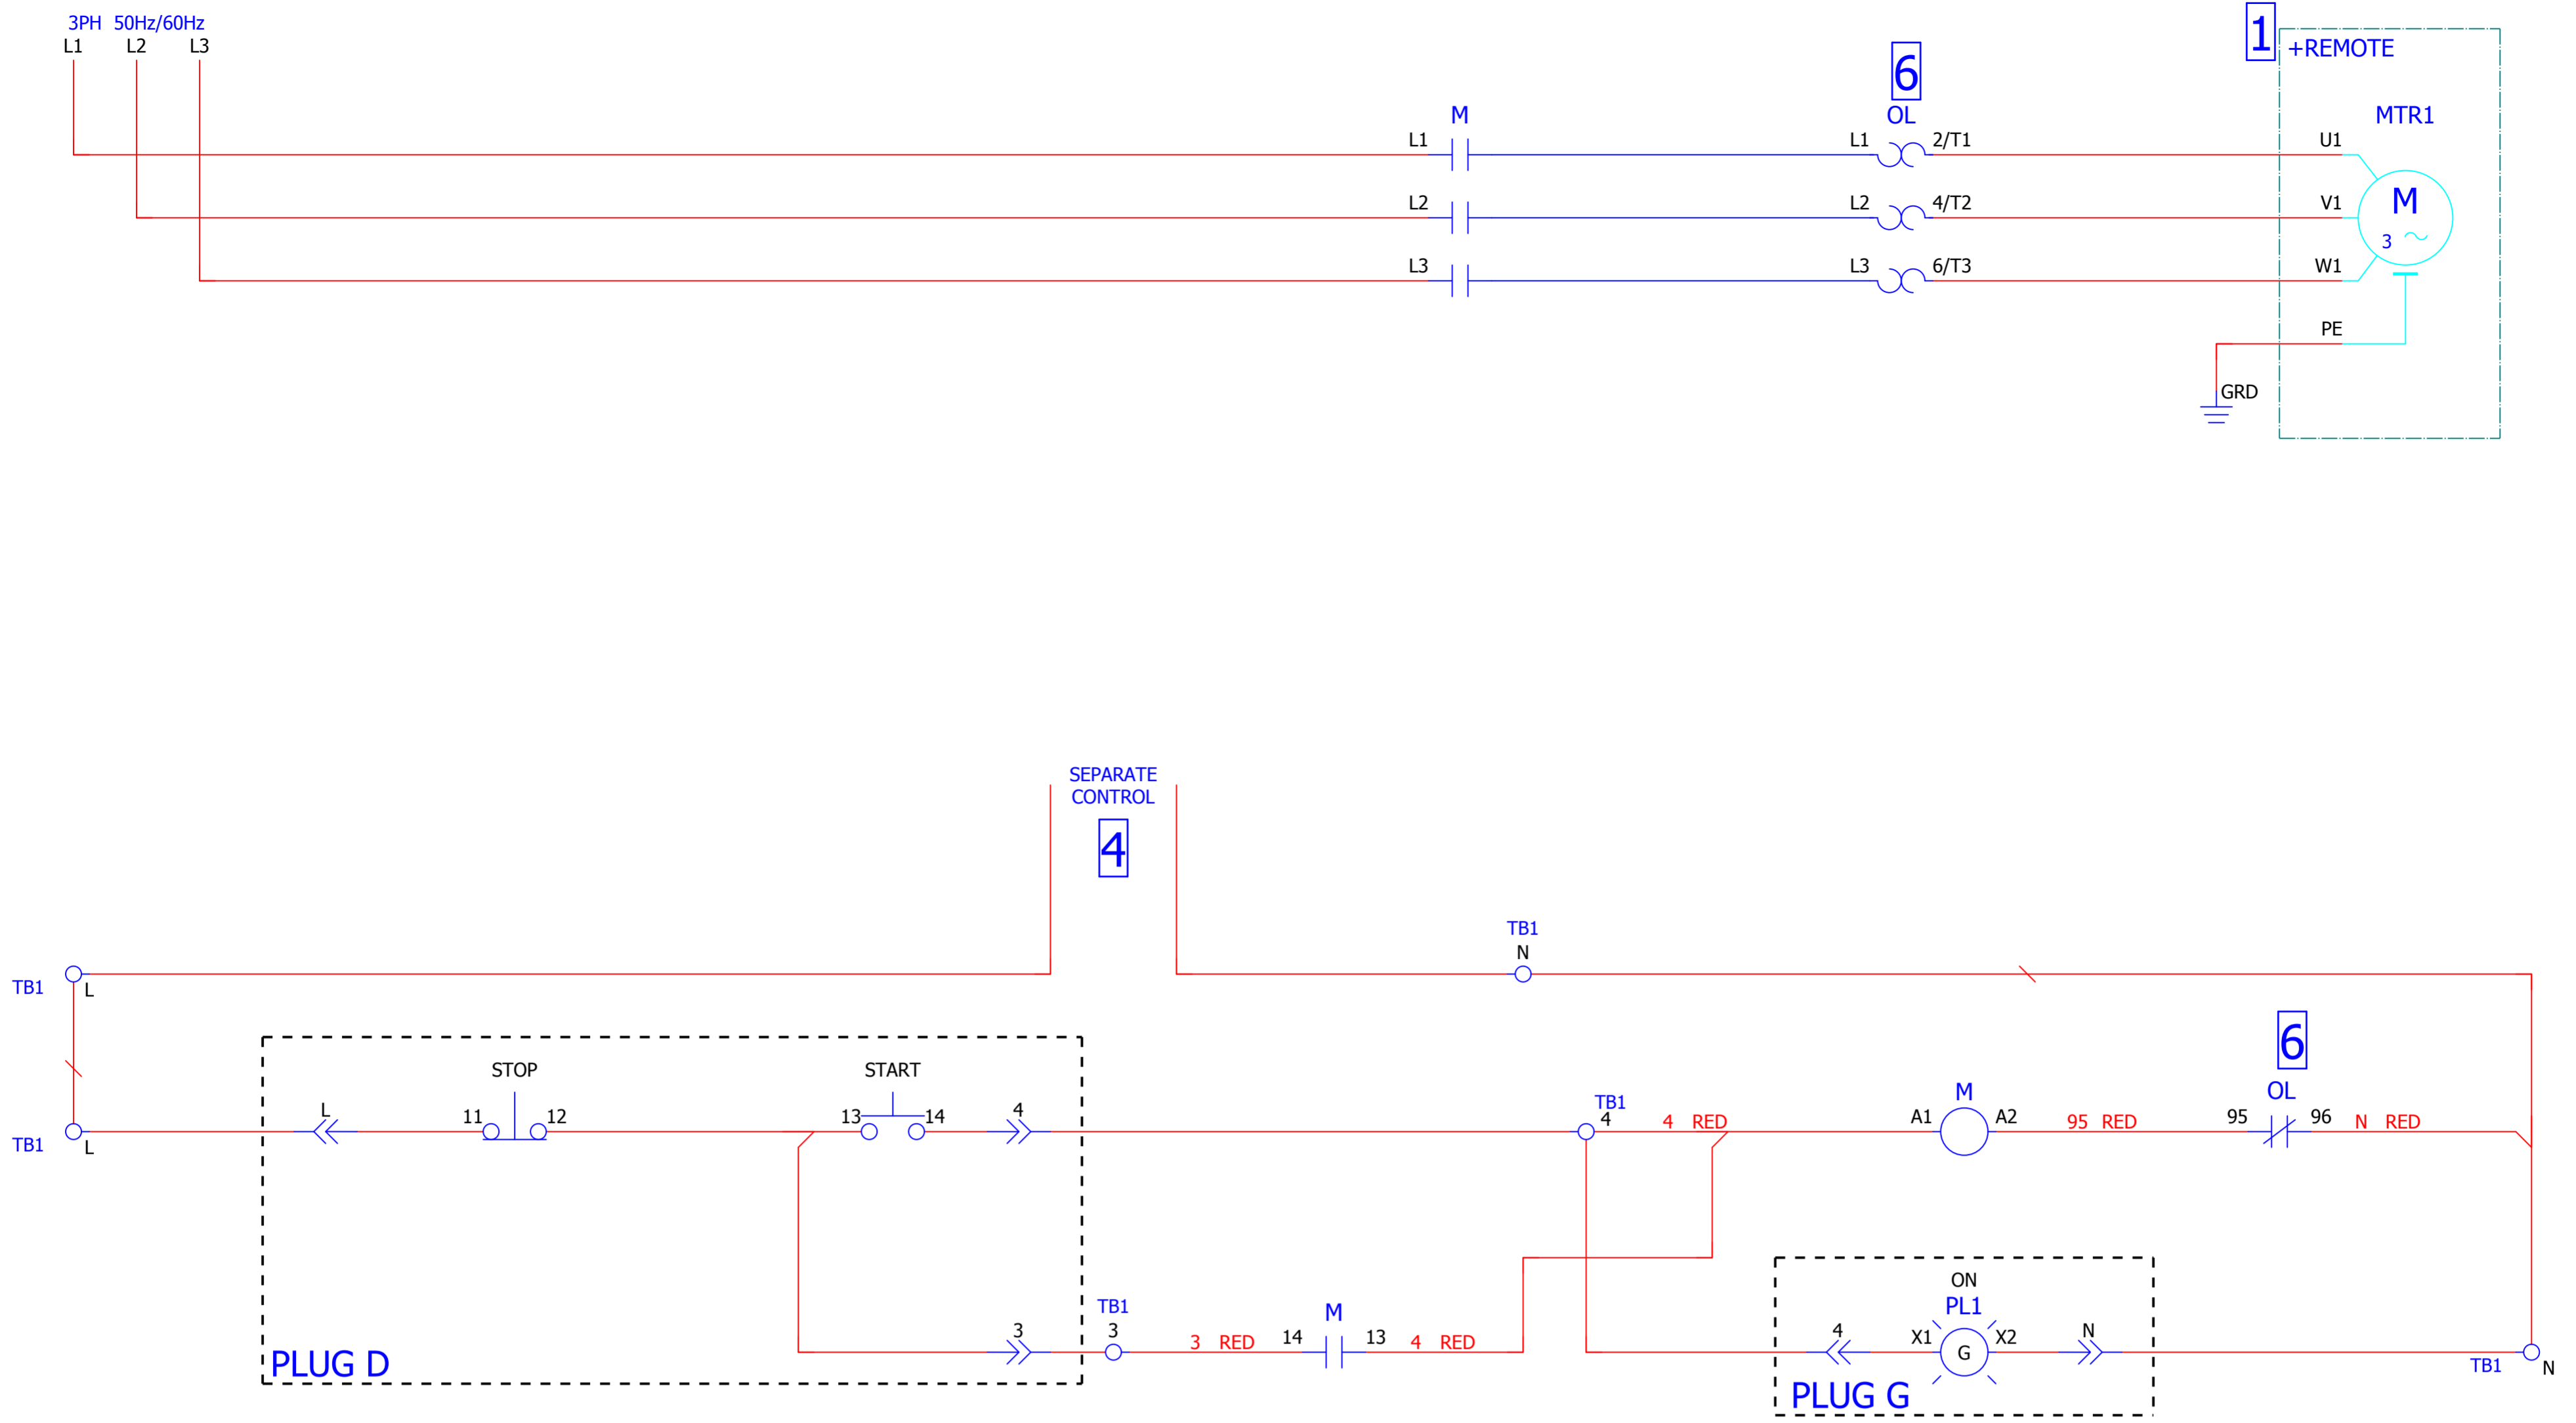 3PH 50Hz/60Hz
L1 L2 L3
1
+REMOTE
6
M
OL
MTR1
L1
L1
2/T1
U1
L2
L2
4/T2
V1
M
3
L3
L3
6/T3
W1
PE
GRD
SEPARATE
CONTROL
4
TB1
N
TB1
L
6
STOP
START
OL
M
TB1
L
11
12
13
14
4
4
4 RED
A1
A2
95 RED
95
96
N RED
TB1
L
ON
TB1
M
PL1
3
3
3 RED
14
13
4 RED
4
X1
G
X2
N
TB1
N
PLUG D
PLUG G